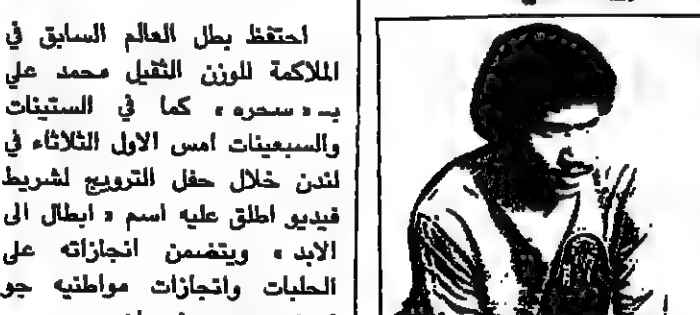 احتفظ بطل العالم السابق في
الملاكمة للوزن الثقيل محمد علي
بـ « سحره » كما في الستينات
والسبعينات امس الاول الثلاثاء في
لندن خلال حفل الترويج لشريط
فيديو اطلق عليه اسم « ابطال الى
الابد » ويتضمن انجازاته على
الحلبات وانجازات مواطنيه جو